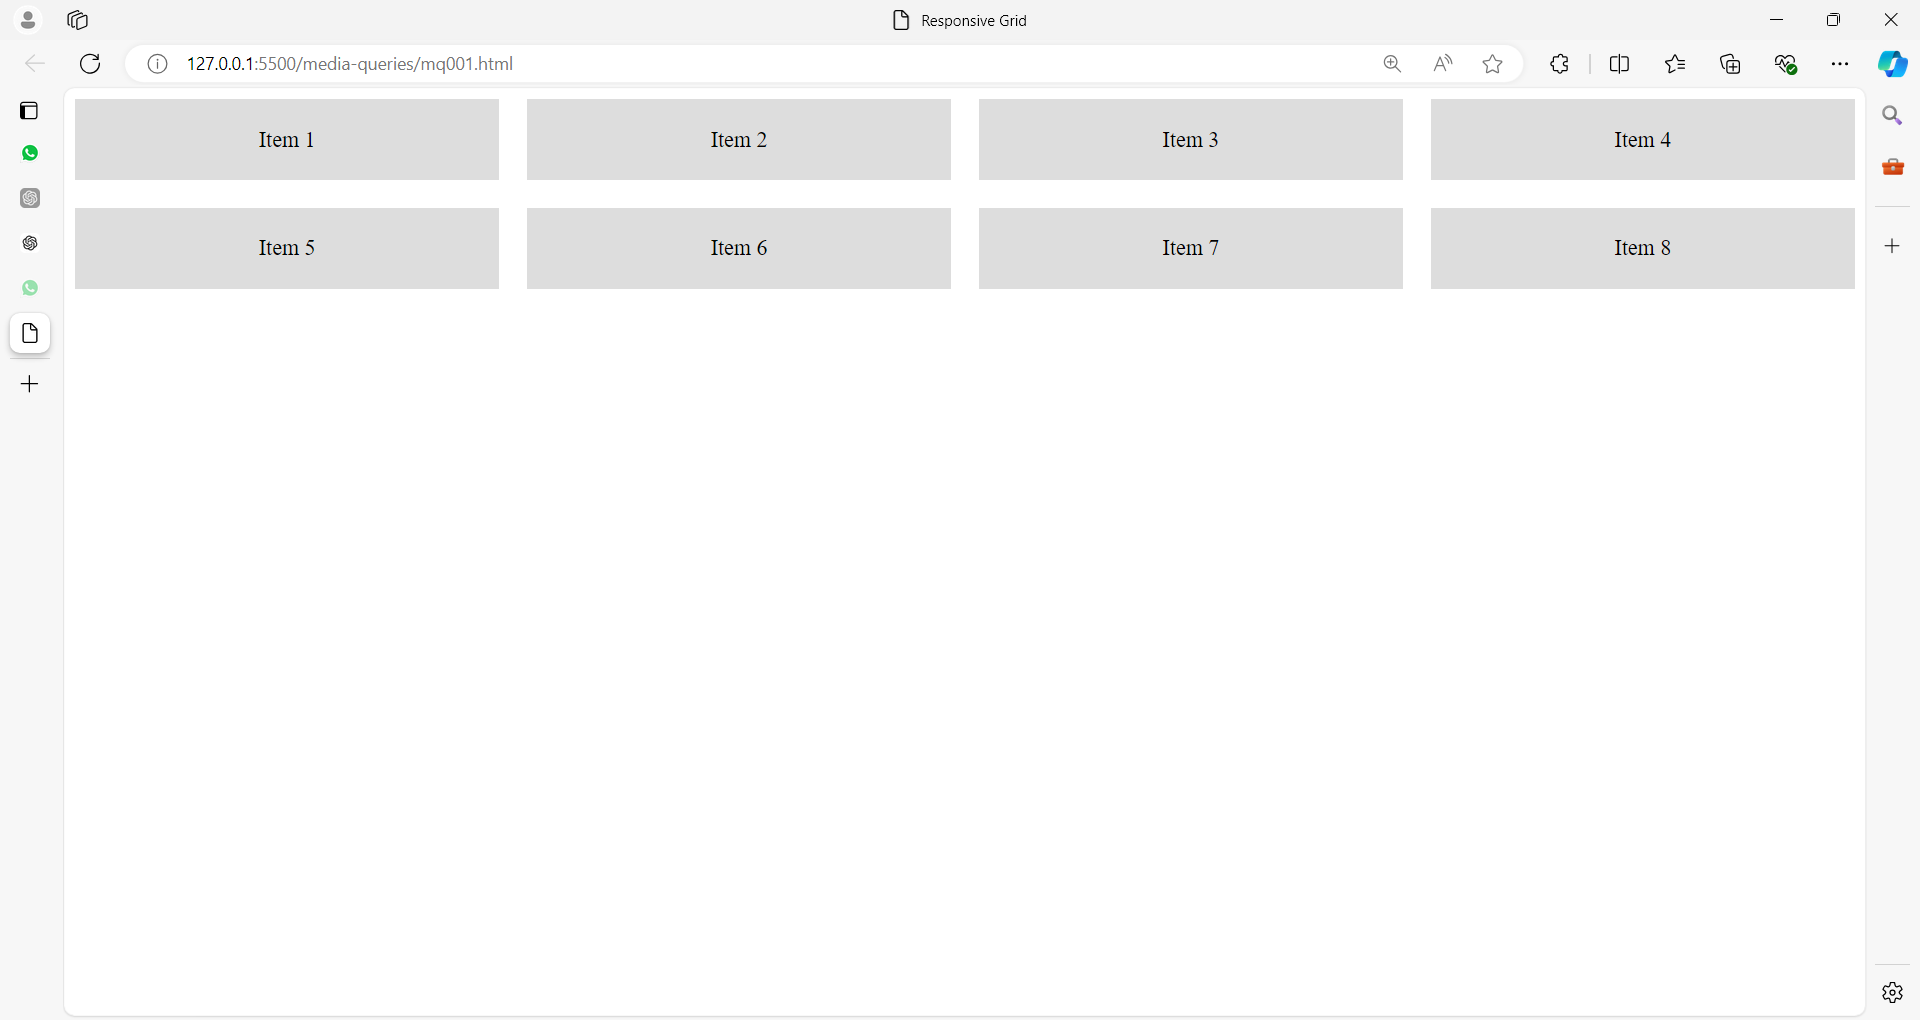 Responsive Grid
127.0.0.1:5500/media-queries/mq001.html
Item 1 Item 2 Item 3 Item 4
Item 5 Item 6 Item 7 Item 8